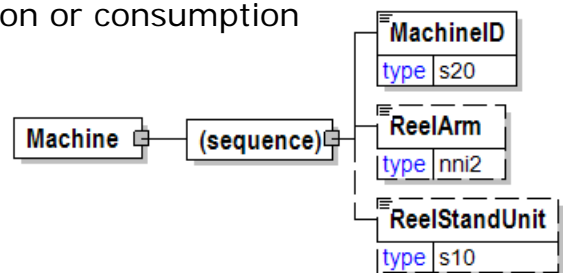 on or consumption
MachineID
type s20
Machine
(sequence)
ReelArm
type nni2
ReelStandUnit
type s10